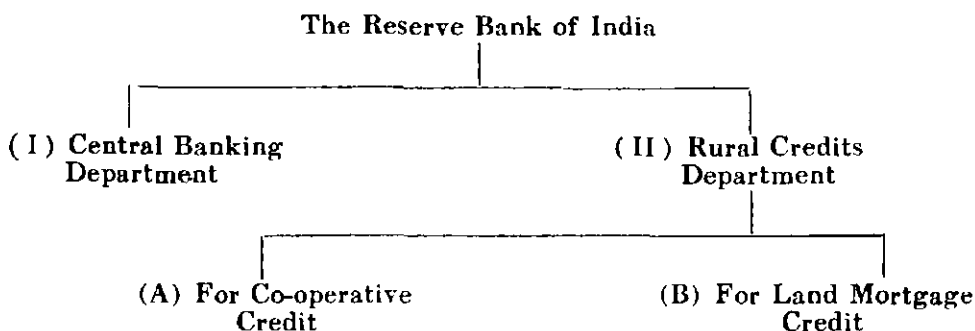 The Reserve Bank of India
(I) Central Banking
Department
(II) Rural Credits
Department
(A) For Co-operative
Credit
(B) For Land Mortgage
Credit